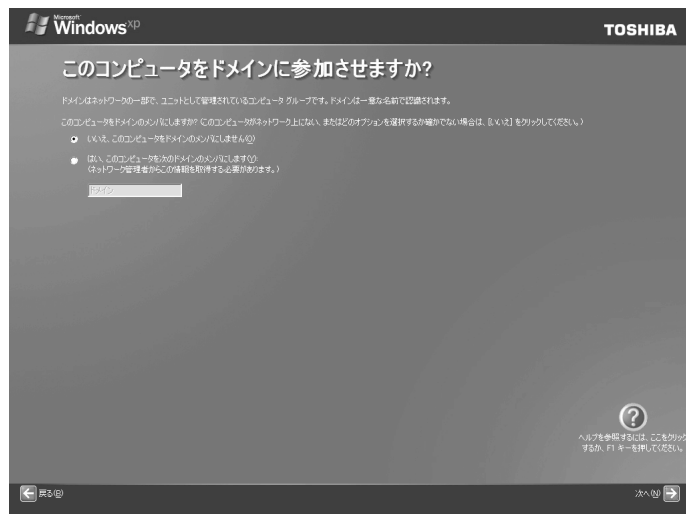 Microsoft
Windows xp
TOSHIBA
このコンピュータをドメインに参加させますか?
ドメインはネットワークの一部で、ユニットとして管理されているコンピュータ グループです。ドメインは一意な名前で認識されます。
このコンピュータをドメインのメンバにしますか? (このコンピュータがネットワーク上にない、またはどのオプションを選択するか確かでない場合は、[いいえ] をクリックしてください。)
いいえ、このコンピュータをドメインのメンバにしません(O)
はい、このコンピュータを次のドメインのメンバにします(Y):
(ネットワーク管理者からこの情報を取得する必要があります。)
ドメイン
?
ヘルプを参照するには、ここをクリック
するか、F1 キーを押してください。
戻る(B)
次へ(N)